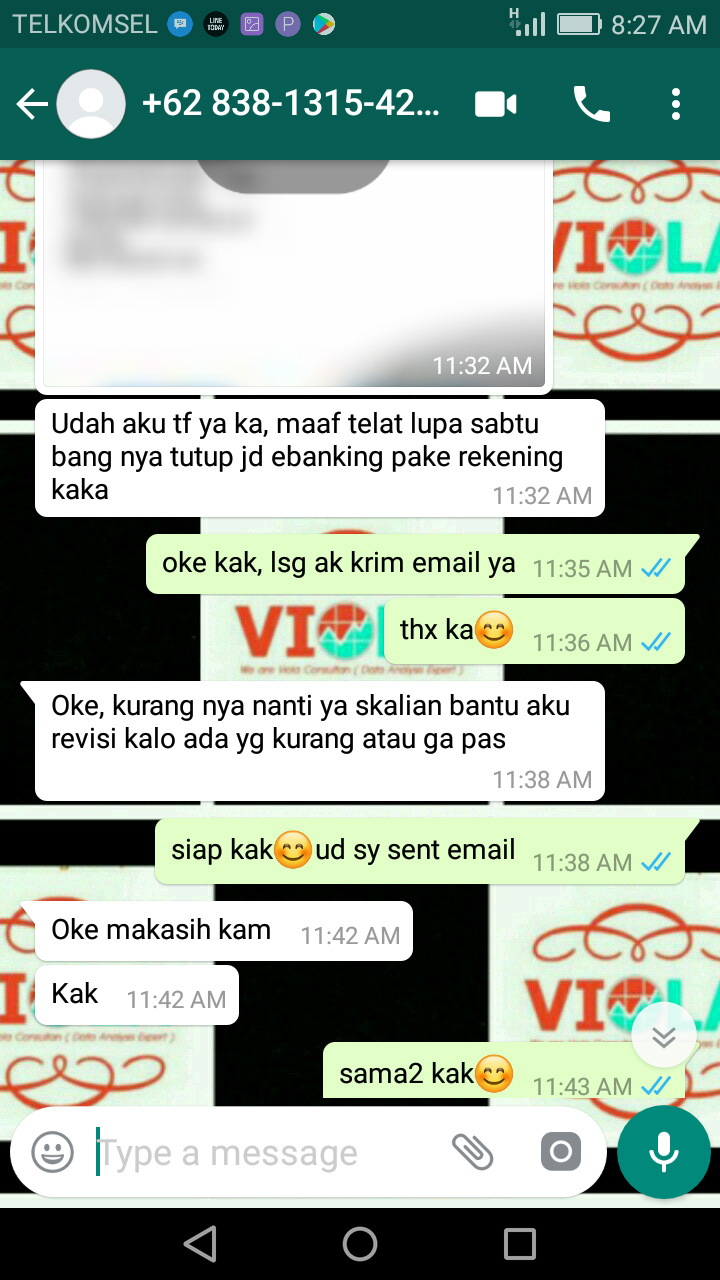 TELKOMSEL
LINE TODAY
P
H
8:27 AM
+62 838-1315-42...
11:32 AM
Udah aku tf ya ka, maaf telat lupa sabtu
bang nya tutup jd ebanking pake rekening
kaka
11:32 AM
oke kak, lsg ak krim email ya 11:35 AM
thx ka😊 11:36 AM
VIO
We are Viola Consultan ( Data Analysis Expert )
Oke, kurang nya nanti ya skalian bantu aku
revisi kalo ada yg kurang atau ga pas
11:38 AM
siap kak😊ud sy sent email 11:38 AM
Oke makasih kam 11:42 AM
Kak 11:42 AM
VIOLA
sama2 kak😊 11:43 AM
Type a message